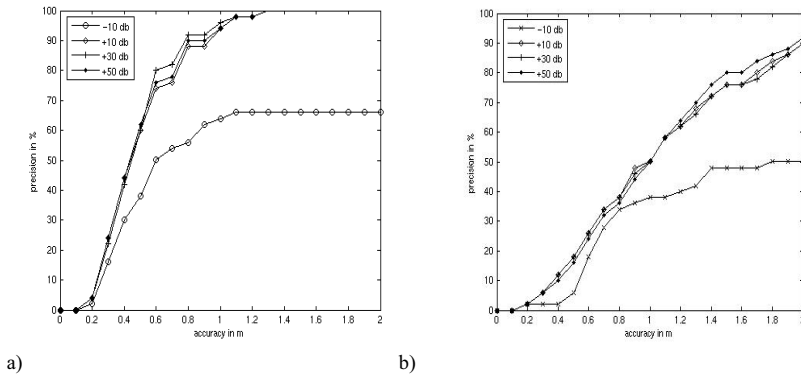 100
90
80
70
60
50
40
30
20
10
0
precision in %
-10 db
+10 db
+30 db
+50 db
0 0.2 0.4 0.6 0.8 1 1.2 1.4 1.6 1.8 2
accuracy in m
a)
100
90
80
70
60
50
40
30
20
10
0
precision in %
-10 db
+10 db
+30 db
+50 db
0 0.2 0.4 0.6 0.8 1 1.2 1.4 1.6 1.8
accuracy in m
b)